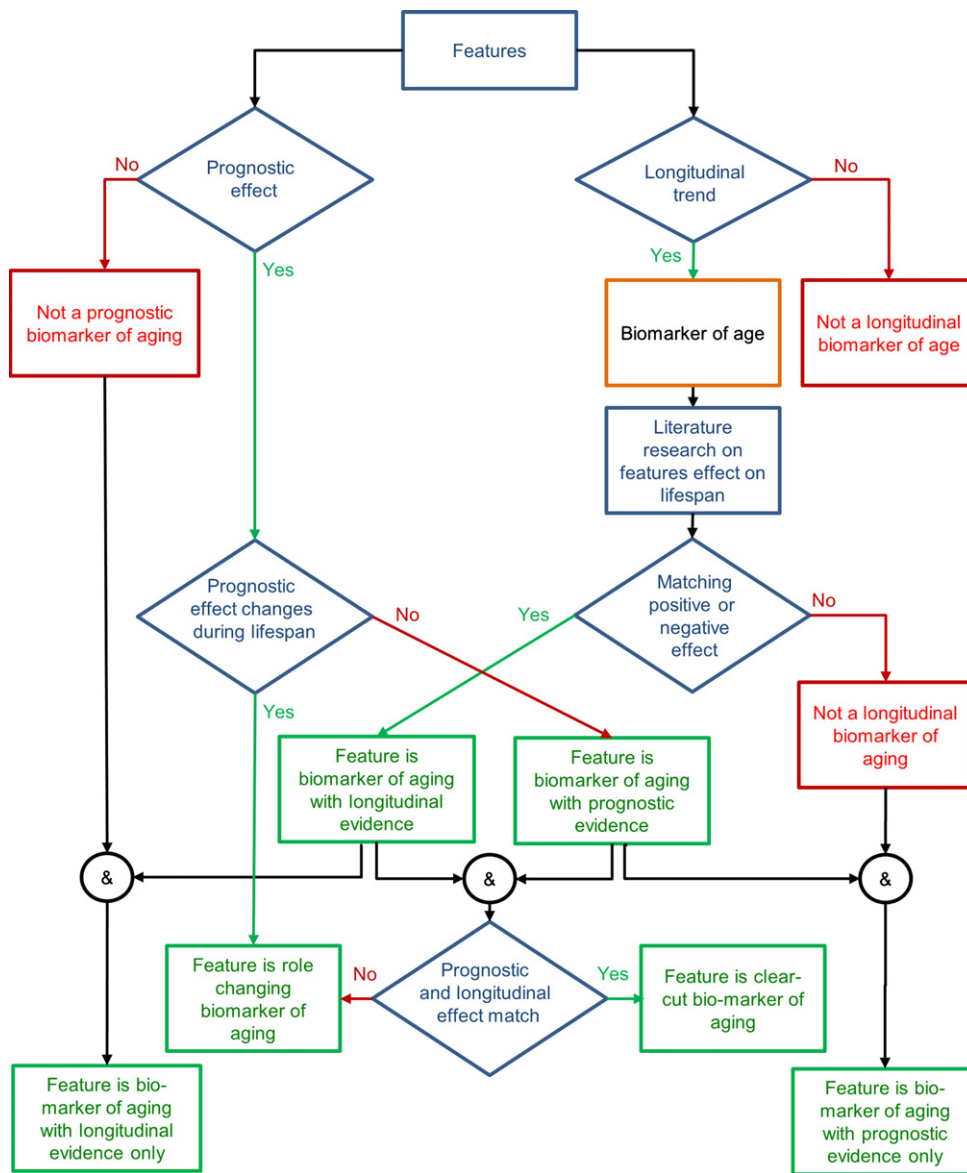 Features
Prognostic
effect
Longitudinal
trend
No
No
Yes
Yes
Not a prognostic
biomarker of aging
Biomarker of age
Not a longitudinal
biomarker of age
Literature
research on
features effect on
lifespan
Prognostic
effect changes
during lifespan
No
Yes
Matching
positive or
negative
effect
No
Yes
Feature is
biomarker of aging
with longitudinal
evidence
Feature is
biomarker of aging
with prognostic
evidence
Not a longitudinal
biomarker of
aging
&
&
&
Feature is role
changing
biomarker of
aging
No
Prognostic
and longitudinal
effect match
Yes
Feature is clear-
cut bio-marker of
aging
Feature is bio-
marker of aging
with longitudinal
evidence only
Feature is bio-
marker of aging
with prognostic
evidence only